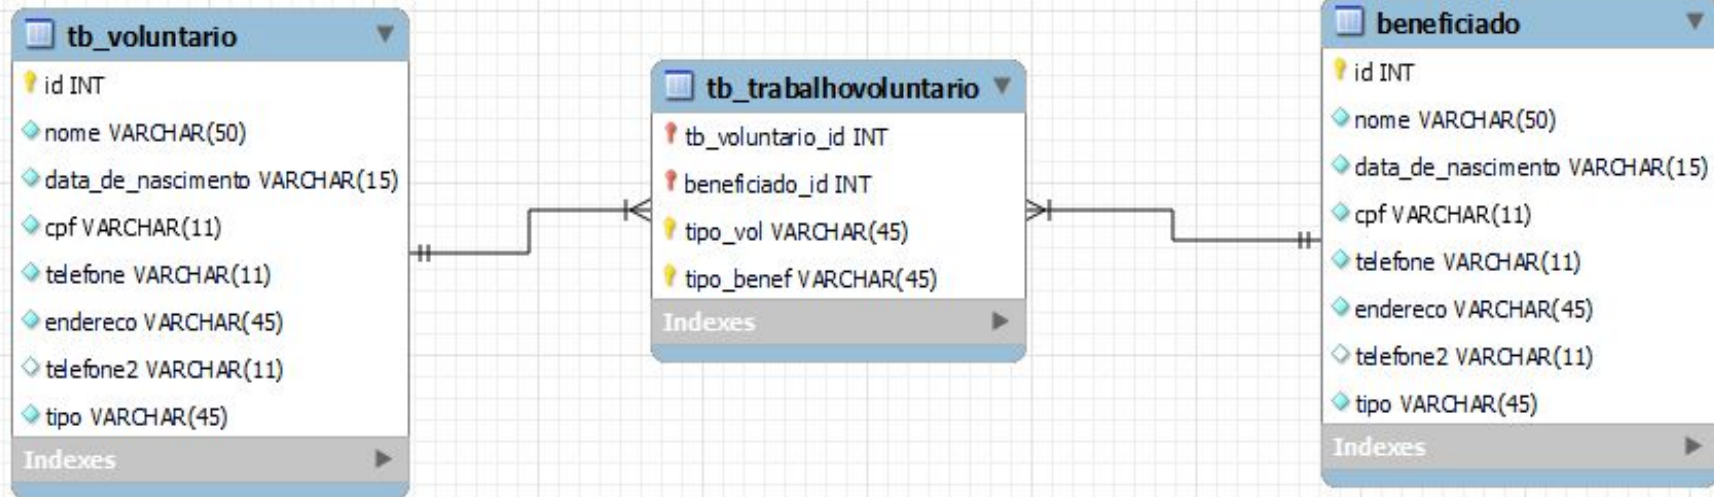 tb_voluntario
id INT
nome VARCHAR(50)
data_de_nascimento VARCHAR(15)
cpf VARCHAR(11)
telefone VARCHAR(11)
endereco VARCHAR(45)
telefone2 VARCHAR(11)
tipo VARCHAR(45)
Indexes
tb_trabalhovoluntario
tb_voluntario_id INT
beneficiado_id INT
tipo_vol VARCHAR(45)
tipo_benef VARCHAR(45)
Indexes
beneficiado
id INT
nome VARCHAR(50)
data_de_nascimento VARCHAR(15)
cpf VARCHAR(11)
telefone VARCHAR(11)
endereco VARCHAR(45)
telefone2 VARCHAR(11)
tipo VARCHAR(45)
Indexes